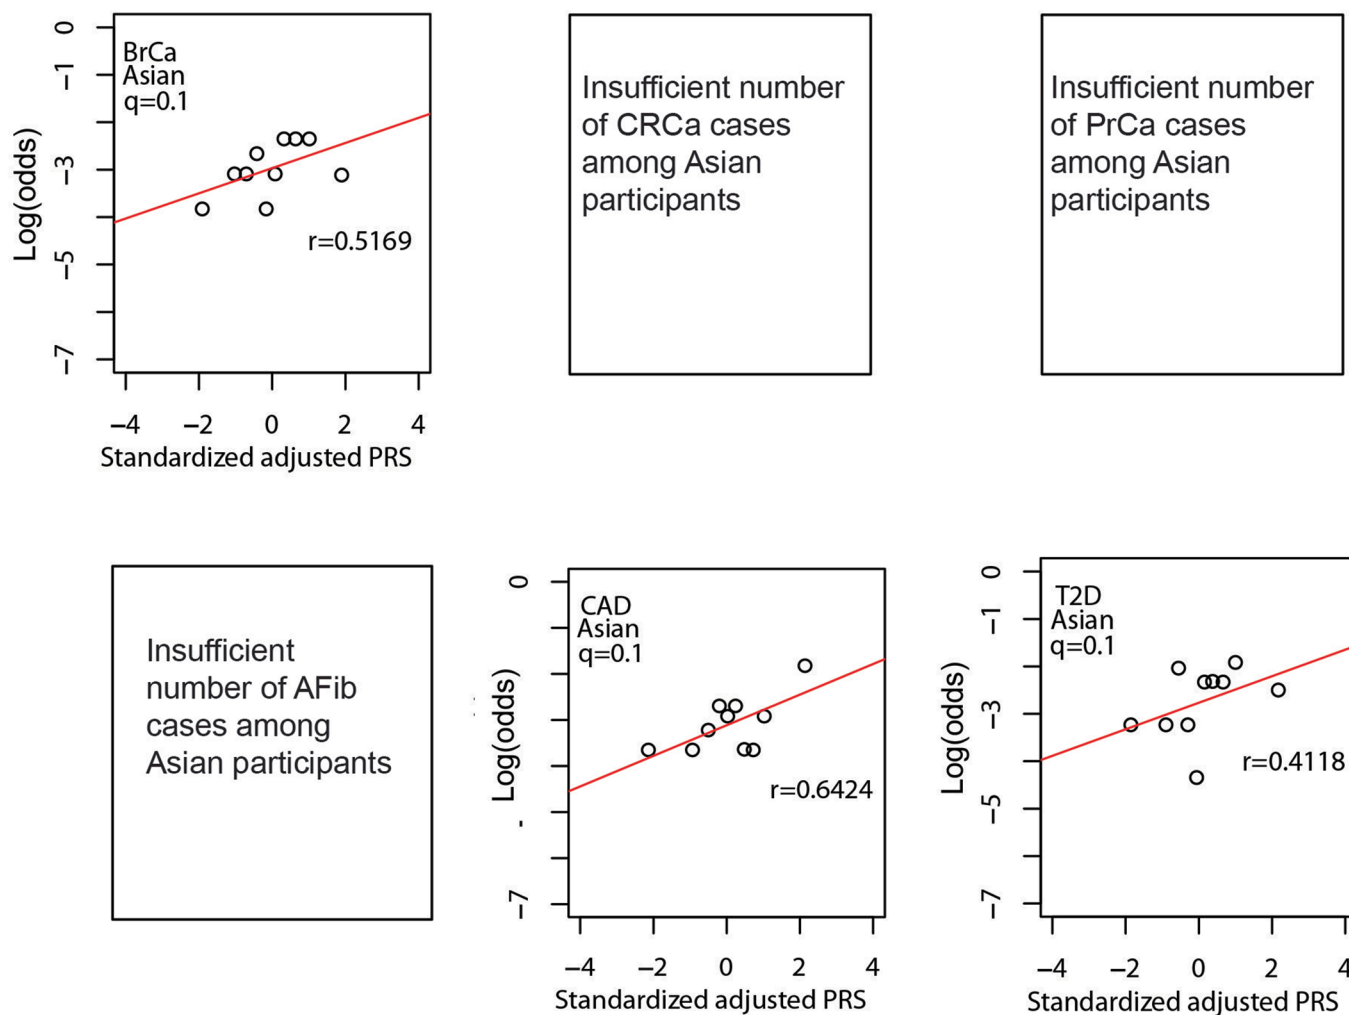 0
−1
−3
−5
−7
Log(odds)
BrCa
Asian
q=0.1
r=0.5169
−4 −2 0 2 4
Standardized adjusted PRS
Insufficient number
of CRCa cases
among Asian
participants
Insufficient number
of PrCa cases
among Asian
participants
Insufficient
number of AFib
cases among
Asian participants
0
-
−7
Log(odds)
CAD
Asian
q=0.1
r=0.6424
−4 −2 0 2 4
Standardized adjusted PRS
0
−1
−3
−5
−7
Log(odds)
T2D
Asian
q=0.1
r=0.4118
−4 −2 0 2 4
Standardized adjusted PRS